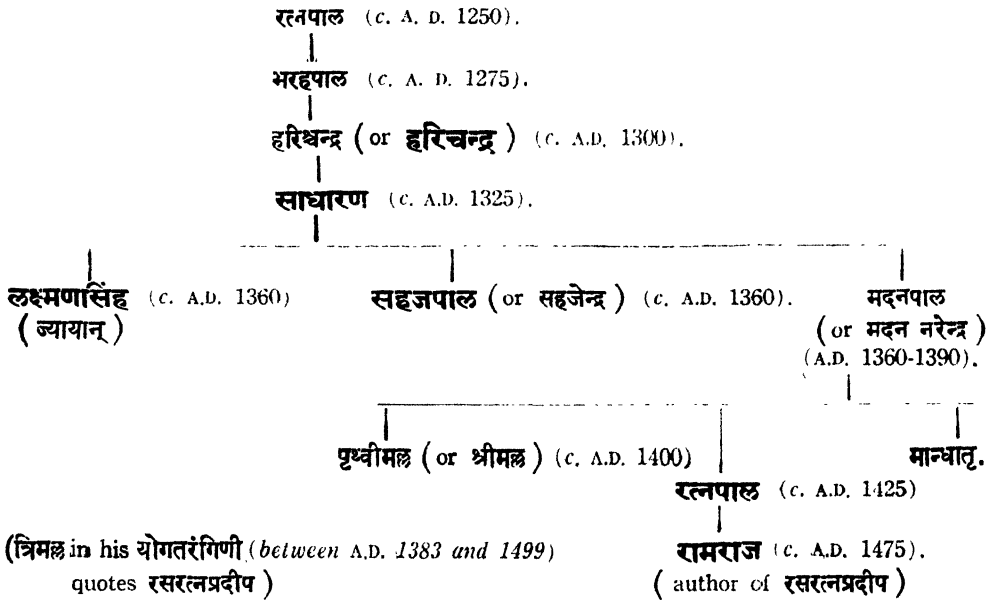 रत्नपाल (c. A. D. 1250).
भरहपाल (c. A. D. 1275).
हरिश्चन्द्र (or हरिचन्द्र) (c. A.D. 1300).
साधारण (c. A.D. 1325).
लक्ष्मणसिंह (c. A.D. 1360) सहजपाल (or सहजेन्द्र) (c. A.D. 1360). मदनपाल
(ज्यायान्) (or मदन नरेन्द्र)
(A.D. 1360-1390).
पृथ्वीमल्ल (or श्रीमल्ल) (c. A.D. 1400) मान्धातृ.
रत्नपाल (c. A.D. 1425)
(त्रिमल्ल in his योगतरंगिणी (between A.D. 1383 and 1499) रामराज (c. A.D. 1475).
quotes रसरत्नप्रदीप) (author of रसरत्नप्रदीप)